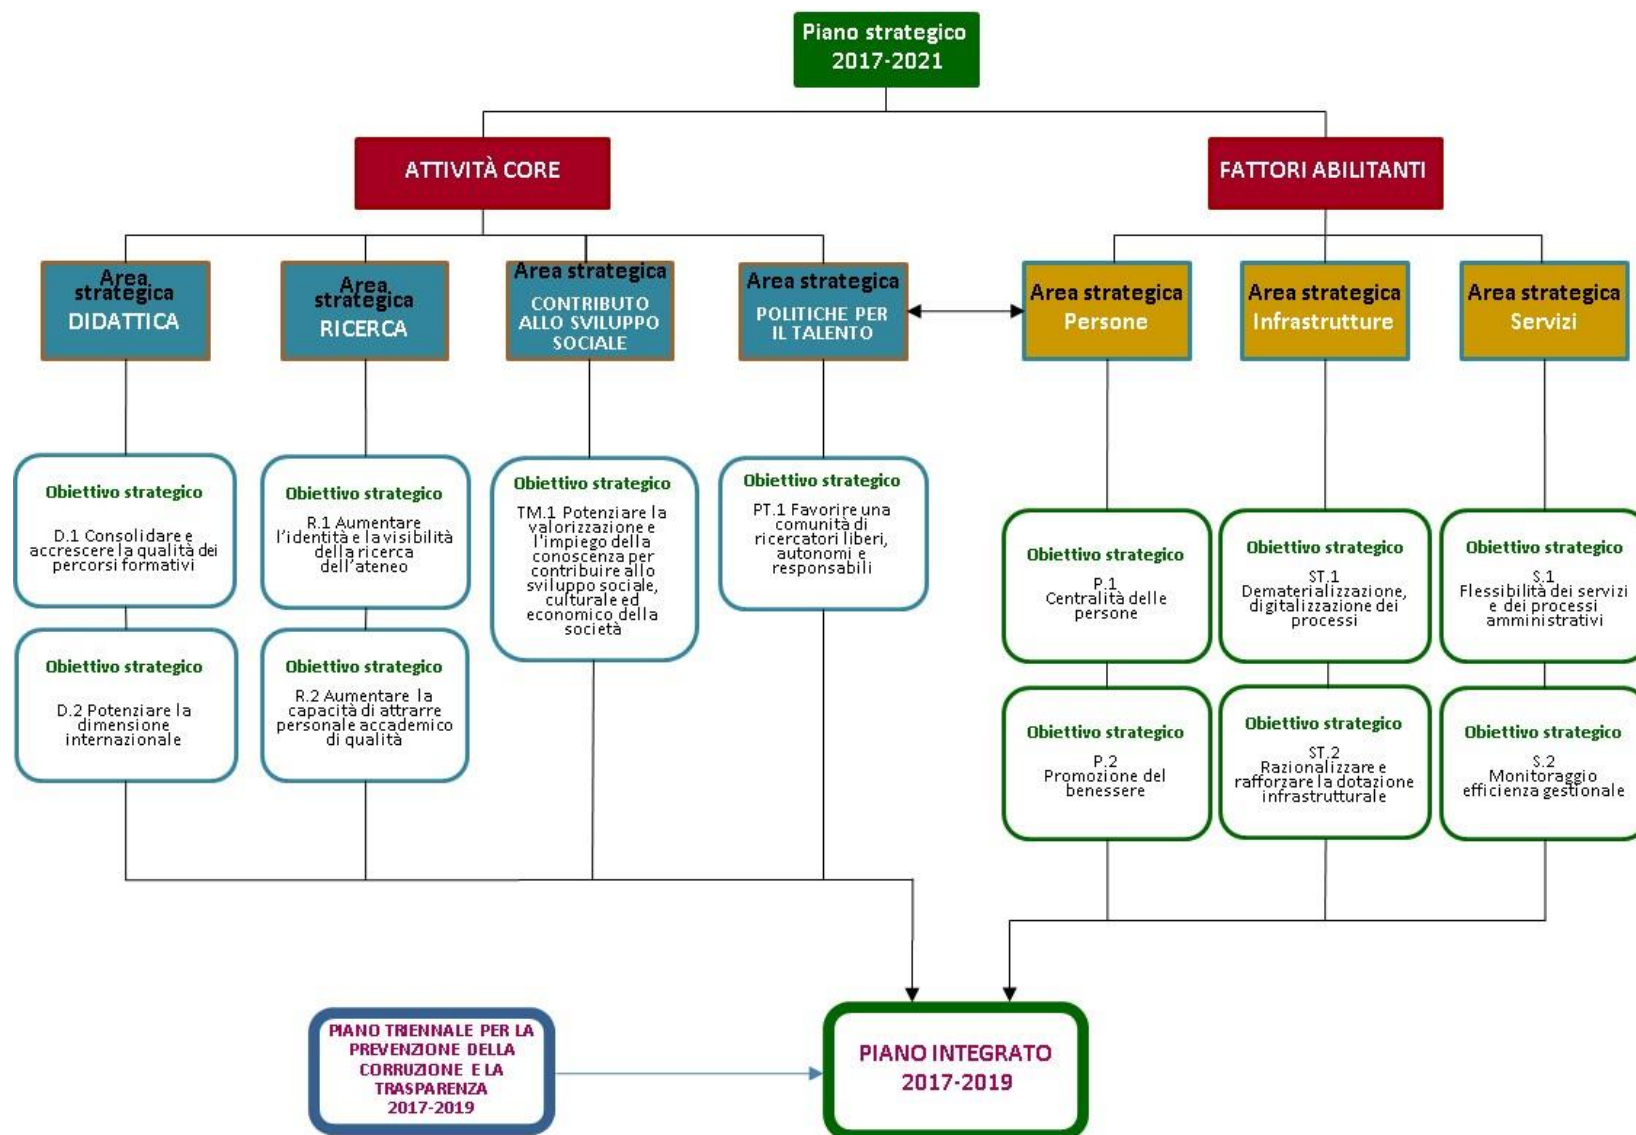 Piano strategico
2017-2021
ATTIVITÀ CORE
FATTORI ABILITANTI
Area
strategica
DIDATTICA
Area
strategica
RICERCA
Area strategica
CONTRIBUTO
ALLO SVILUPPO
SOCIALE
Area strategica
POLITICHE PER
IL TALENTO
Area strategica
Persone
Area strategica
Infrastrutture
Area strategica
Servizi
Obiettivo strategico
D.1 Consolidare e
accrescere la qualità dei
percorsi formativi
Obiettivo strategico
R.1 Aumentare
l'identità e la visibilità
della ricerca
dell'ateneo
Obiettivo strategico
TM.1 Potenziare la
valorizzazione e
l'impiego della
conoscenza per
contribuire allo
sviluppo sociale,
culturale ed
economico della
società
Obiettivo strategico
PT.1 Favorire una
comunità di
ricercatori liberi,
autonomi e
responsabili
Obiettivo strategico
P.1
Centralità delle
persone
Obiettivo strategico
ST.1
Dematerializzazione,
digitalizzazione dei
processi
Obiettivo strategico
S.1
Flessibilità dei servizi
e dei processi
amministrativi
Obiettivo strategico
D.2 Potenziare la
dimensione
internazionale
Obiettivo strategico
R.2 Aumentare la
capacità di attrarre
personale accademico
di qualità
Obiettivo strategico
P.2
Promozione del
benessere
Obiettivo strategico
ST.2
Razionalizzare e
rafforzare la dotazione
infrastrutturale
Obiettivo strategico
S.2
Monitoraggio
efficienza gestionale
PIANO TRIENNALE PER LA
PREVENZIONE DELLA
CORRUZIONE E LA
TRASPARENZA
2017-2019
PIANO INTEGRATO
2017-2019